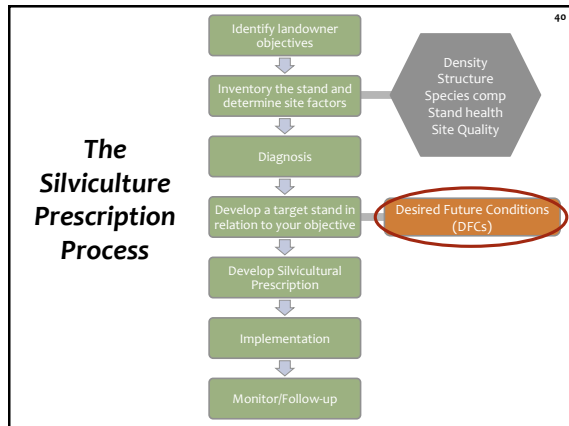 40
The
Silviculture
Prescription
Process
Identify landowner
objectives
Inventory the stand and
determine site factors
Density
Structure
Species comp
Stand health
Site Quality
Diagnosis
Develop a target stand in
relation to your objective
Desired Future Conditions
(DFCs)
Develop Silvicultural
Prescription
Implementation
Monitor/Follow-up